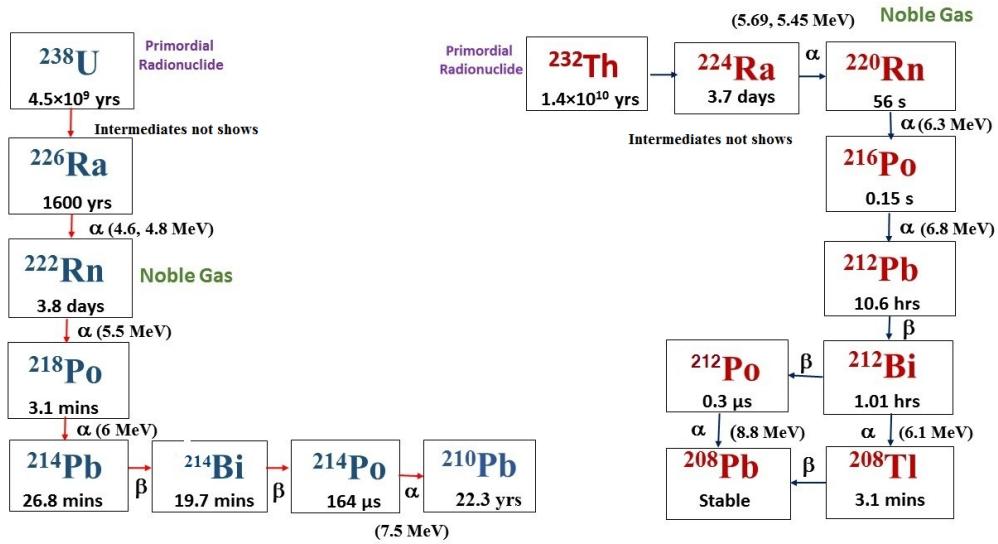 ²³⁸U
4.5×10⁹ yrs
Primordial
Radionuclide
Intermediates not shows
²²⁶Ra
1600 yrs
α (4.6, 4.8 MeV)
²²²Rn
3.8 days
Noble Gas
α (5.5 MeV)
²¹⁸Po
3.1 mins
α (6 MeV)
²¹⁴Pb
26.8 mins
β
²¹⁴Bi
19.7 mins
β
²¹⁴Po
164 µs
α
(7.5 MeV)
²¹⁰Pb
22.3 yrs
Primordial
Radionuclide
²³²Th
1.4×10¹⁰ yrs
Intermediates not shows
²²⁴Ra
3.7 days
(5.69, 5.45 MeV)
α
Noble Gas
²²⁰Rn
56 s
α (6.3 MeV)
²¹⁶Po
0.15 s
α (6.8 MeV)
²¹²Pb
10.6 hrs
β
²¹²Bi
1.01 hrs
β
²¹²Po
0.3 µs
α (8.8 MeV)
α (6.1 MeV)
²⁰⁸Tl
3.1 mins
β
²⁰⁸Pb
Stable